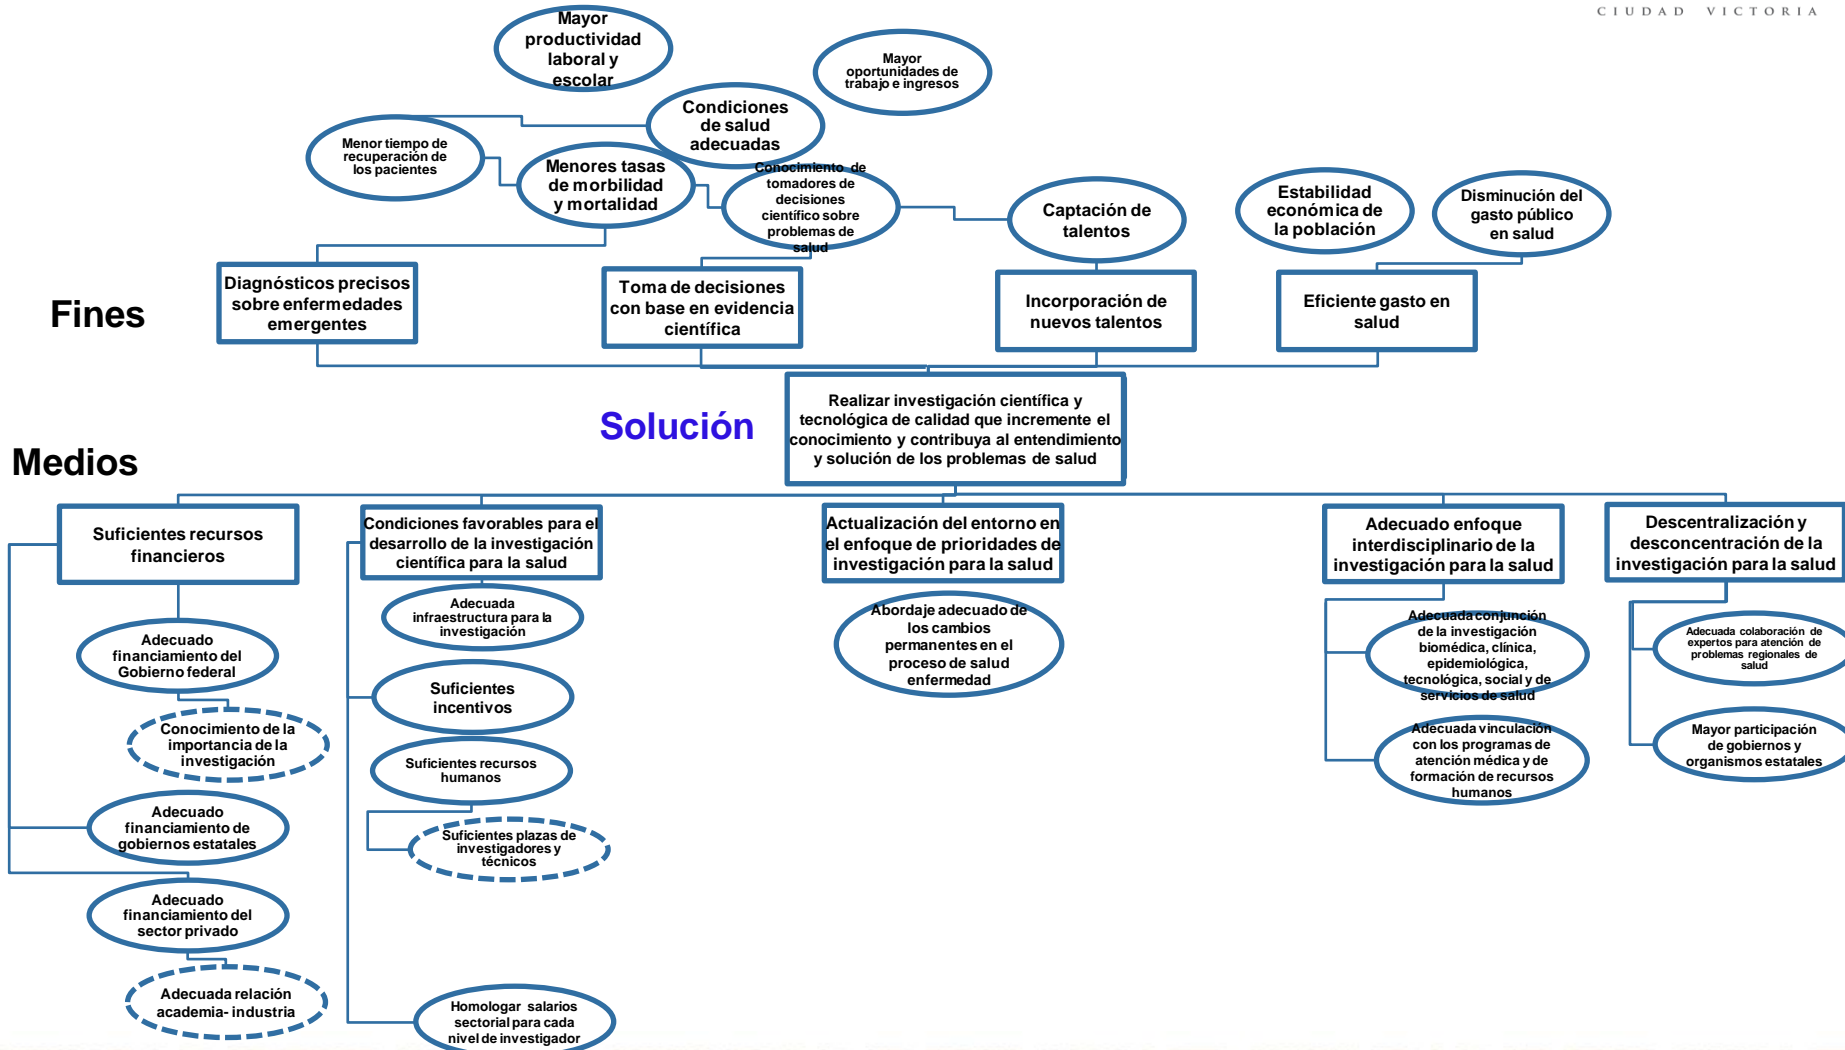 CIUDAD VICTORIA
Mayor
productividad
laboral y
escolar
Mayor
oportunidades de
trabajo e ingresos
Condiciones
de salud
adecuadas
Menor tiempo de
recuperación de
los pacientes
Menores tasas
de morbilidad
y mortalidad
Conocimiento de
tomadores de
decisiones
científico sobre
problemas de
salud
Captación de
talentos
Estabilidad
económica de
la población
Disminución del
gasto público
en salud
Fines
Diagnósticos precisos
sobre enfermedades
emergentes
Toma de decisiones
con base en evidencia
científica
Incorporación de
nuevos talentos
Eficiente gasto en
salud
Solución
Realizar investigación científica y
tecnológica de calidad que incremente el
conocimiento y contribuya al entendimiento
y solución de los problemas de salud
Medios
Suficientes recursos
financieros
Condiciones favorables para el
desarrollo de la investigación
científica para la salud
Actualización del entorno en
el enfoque de prioridades de
investigación para la salud
Adecuado enfoque
interdisciplinario de la
investigación para la salud
Descentralización y
desconcentración de la
investigación para la salud
Adecuado
financiamiento del
Gobierno federal
Conocimiento de la
importancia de la
investigación
Adecuado
financiamiento de
gobiernos estatales
Adecuado
financiamiento del
sector privado
Adecuada relación
academia- industria
Adecuada
infraestructura para la
investigación
Suficientes
incentivos
Suficientes recursos
humanos
Suficientes plazas de
investigadores y
técnicos
Homologar salarios
sectorial para cada
nivel de investigador
Abordaje adecuado de
los cambios
permanentes en el
proceso de salud
enfermedad
Adecuada conjunción
de la investigación
biomédica, clínica,
epidemiológica,
tecnológica, social y de
servicios de salud
Adecuada vinculación
con los programas de
atención médica y de
formación de recursos
humanos
Adecuada colaboración de
expertos para atención de
problemas regionales de
salud
Mayor participación
de gobiernos y
organismos estatales